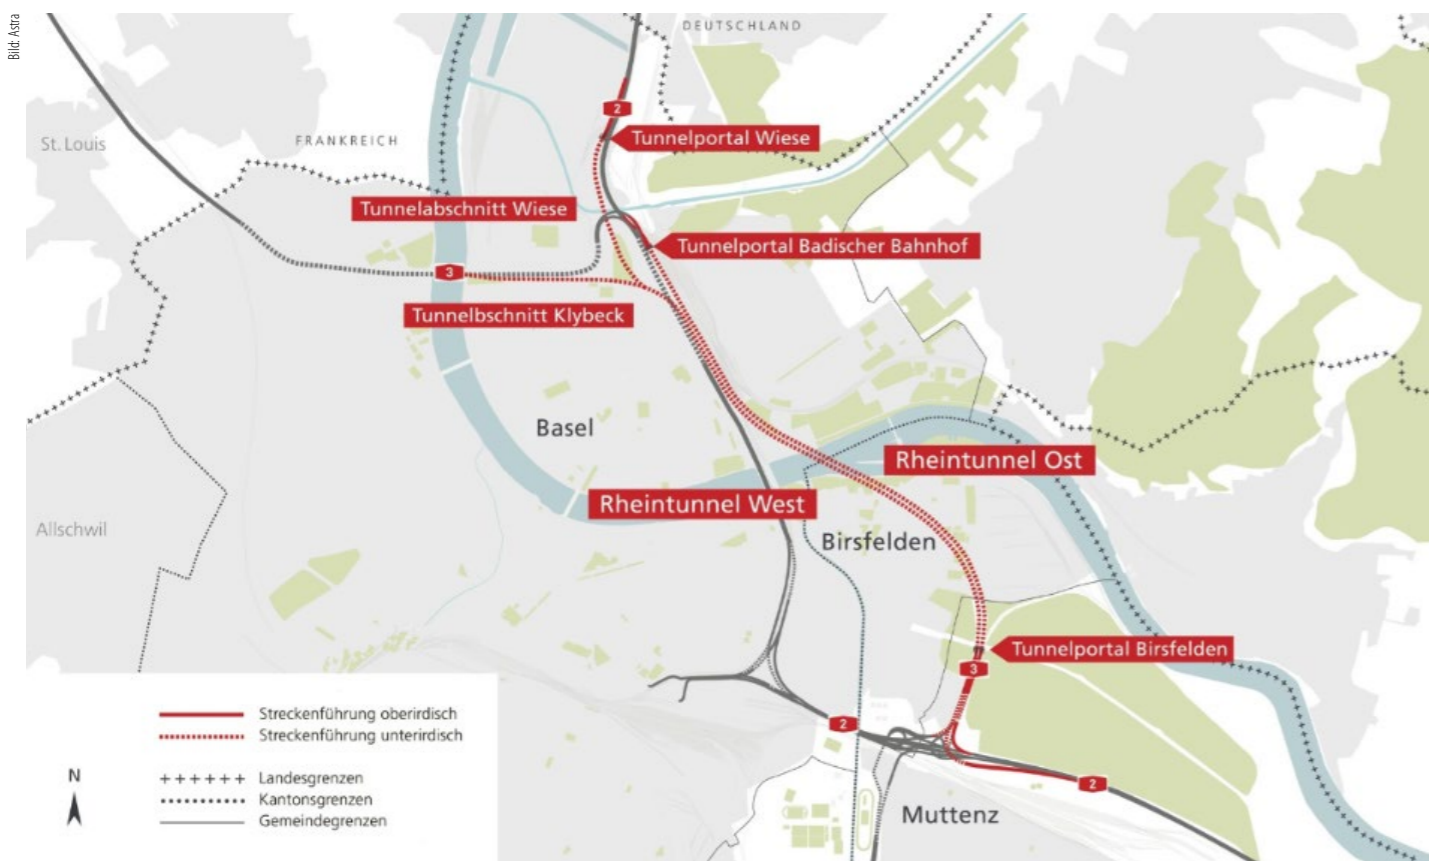 Bild: Astra
DEUTSCHLAND
2
Tunnelportal Wiese
St. Louis
FRANKREICH
Tunnelabschnitt Wiese
Tunnelportal Badischer Bahnhof
3
Tunnelbschnitt Klybeck
Basel
Rheintunnel Ost
Rheintunnel West
Allschwil
Birsfelden
Tunnelportal Birsfelden
3
Streckenführung oberirdisch
Streckenführung unterirdisch
2
N
Landesgrenzen
2
Kantonsgrenzen
Gemeindegrenzen
Muttenz